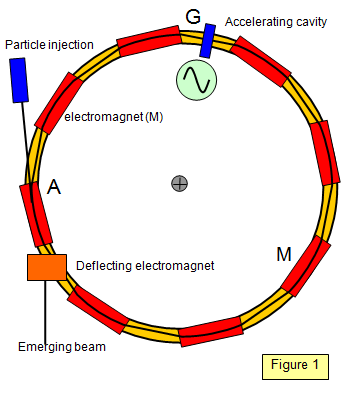 G
Accelerating cavity
Particle injection
electromagnet (M)
A
M
Deflecting electromagnet
Emerging beam
Figure 1